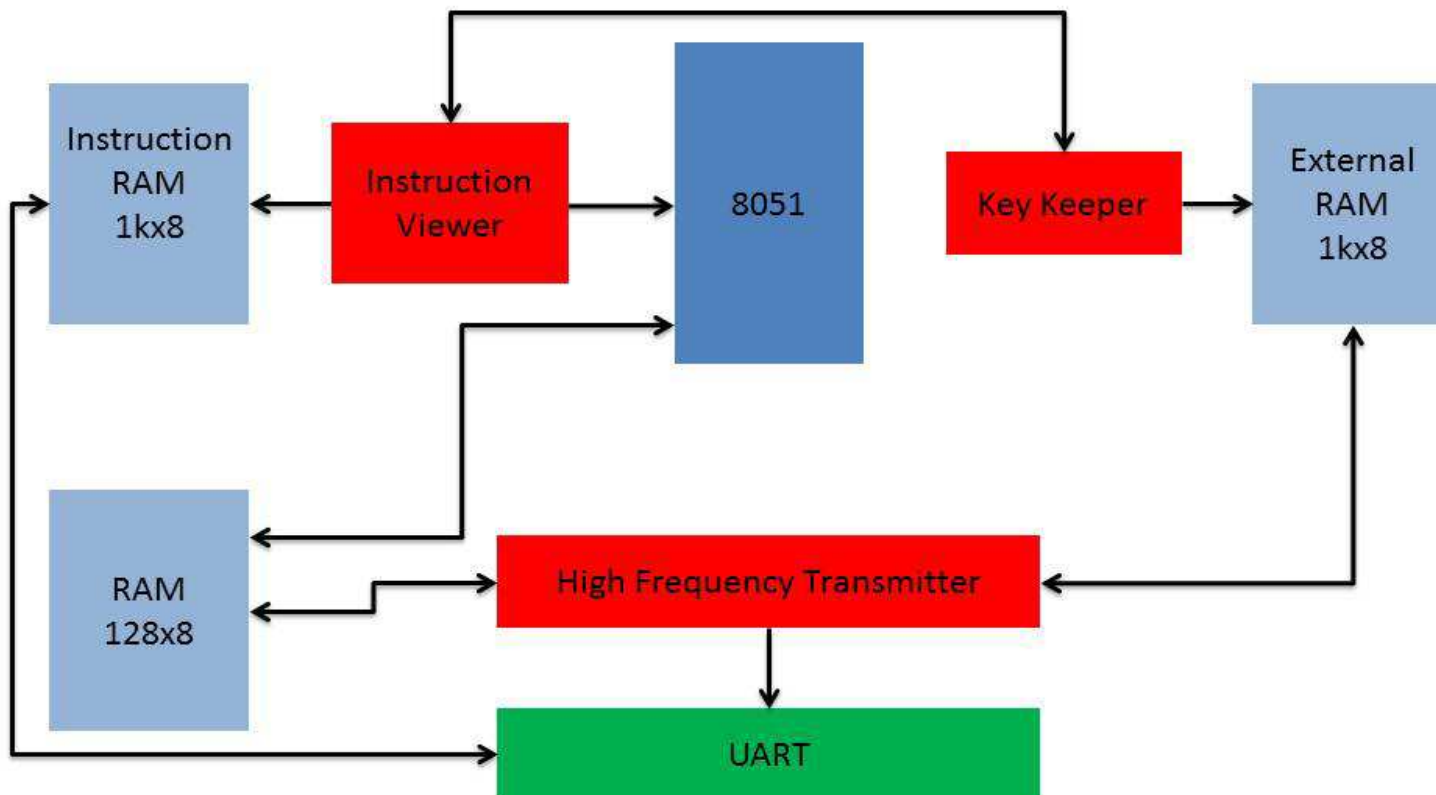 Instruction
RAM
1kx8
Instruction
Viewer
8051
Key Keeper
External
RAM
1kx8
RAM
128x8
High Frequency Transmitter
UART